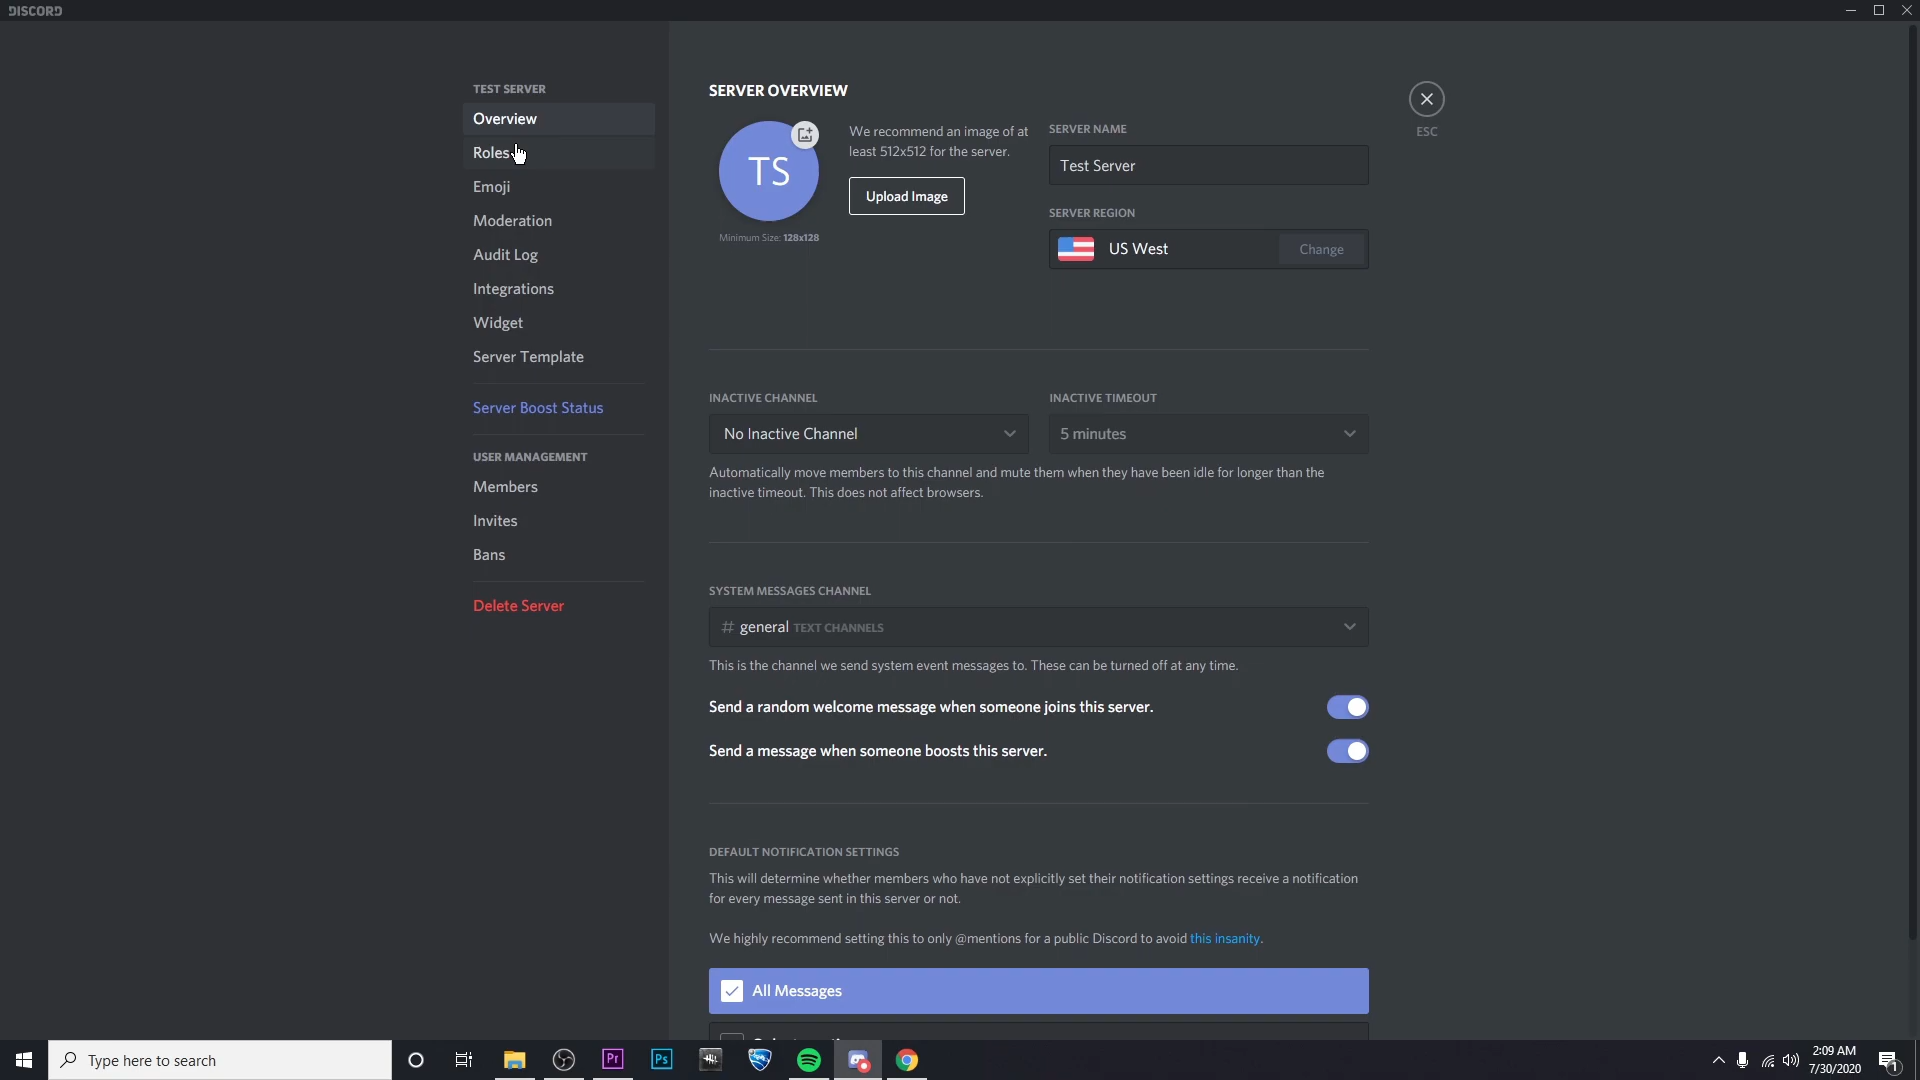 DISCORD
TEST SERVER
Overview
Roles
Emoji
Moderation
Audit Log
Integrations
Widget
Server Template
Server Boost Status
USER MANAGEMENT
Members
Invites
Bans
Delete Server
SERVER OVERVIEW
TS
Minimum Size: 128x128
We recommend an image of at
least 512x512 for the server.
Upload Image
SERVER NAME
Test Server
SERVER REGION
US West
Change
ESC
INACTIVE CHANNEL
No Inactive Channel
INACTIVE TIMEOUT
5 minutes
Automatically move members to this channel and mute them when they have been idle for longer than the
inactive timeout. This does not affect browsers.
SYSTEM MESSAGES CHANNEL
# general TEXT CHANNELS
This is the channel we send system event messages to. These can be turned off at any time.
Send a random welcome message when someone joins this server.
Send a message when someone boosts this server.
DEFAULT NOTIFICATION SETTINGS
This will determine whether members who have not explicitly set their notification settings receive a notification
for every message sent in this server or not.
We highly recommend setting this to only @mentions for a public Discord to avoid this insanity.
All Messages
Type here to search
Pr
Ps
2:09 AM
7/30/2020
1